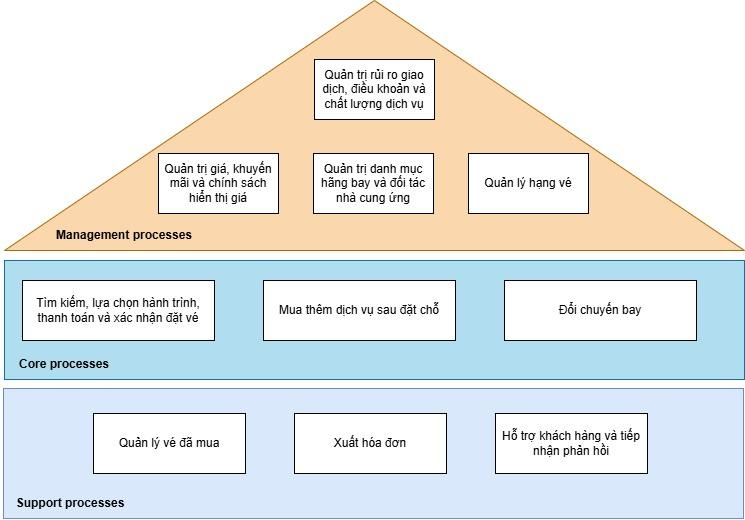 Quản trị rủi ro giao
dịch, điều khoản và
chất lượng dịch vụ
Quản trị giá, khuyến
mãi và chính sách
hiển thị giá
Quản trị danh mục
hãng bay và đối tác
nhà cung ứng
Quản lý hạng vé
Management processes
Tìm kiếm, lựa chọn hành trình,
thanh toán và xác nhận đặt vé
Mua thêm dịch vụ sau đặt chỗ
Đổi chuyến bay
Core processes
Quản lý vé đã mua
Xuất hóa đơn
Hỗ trợ khách hàng và tiếp
nhận phản hồi
Support processes